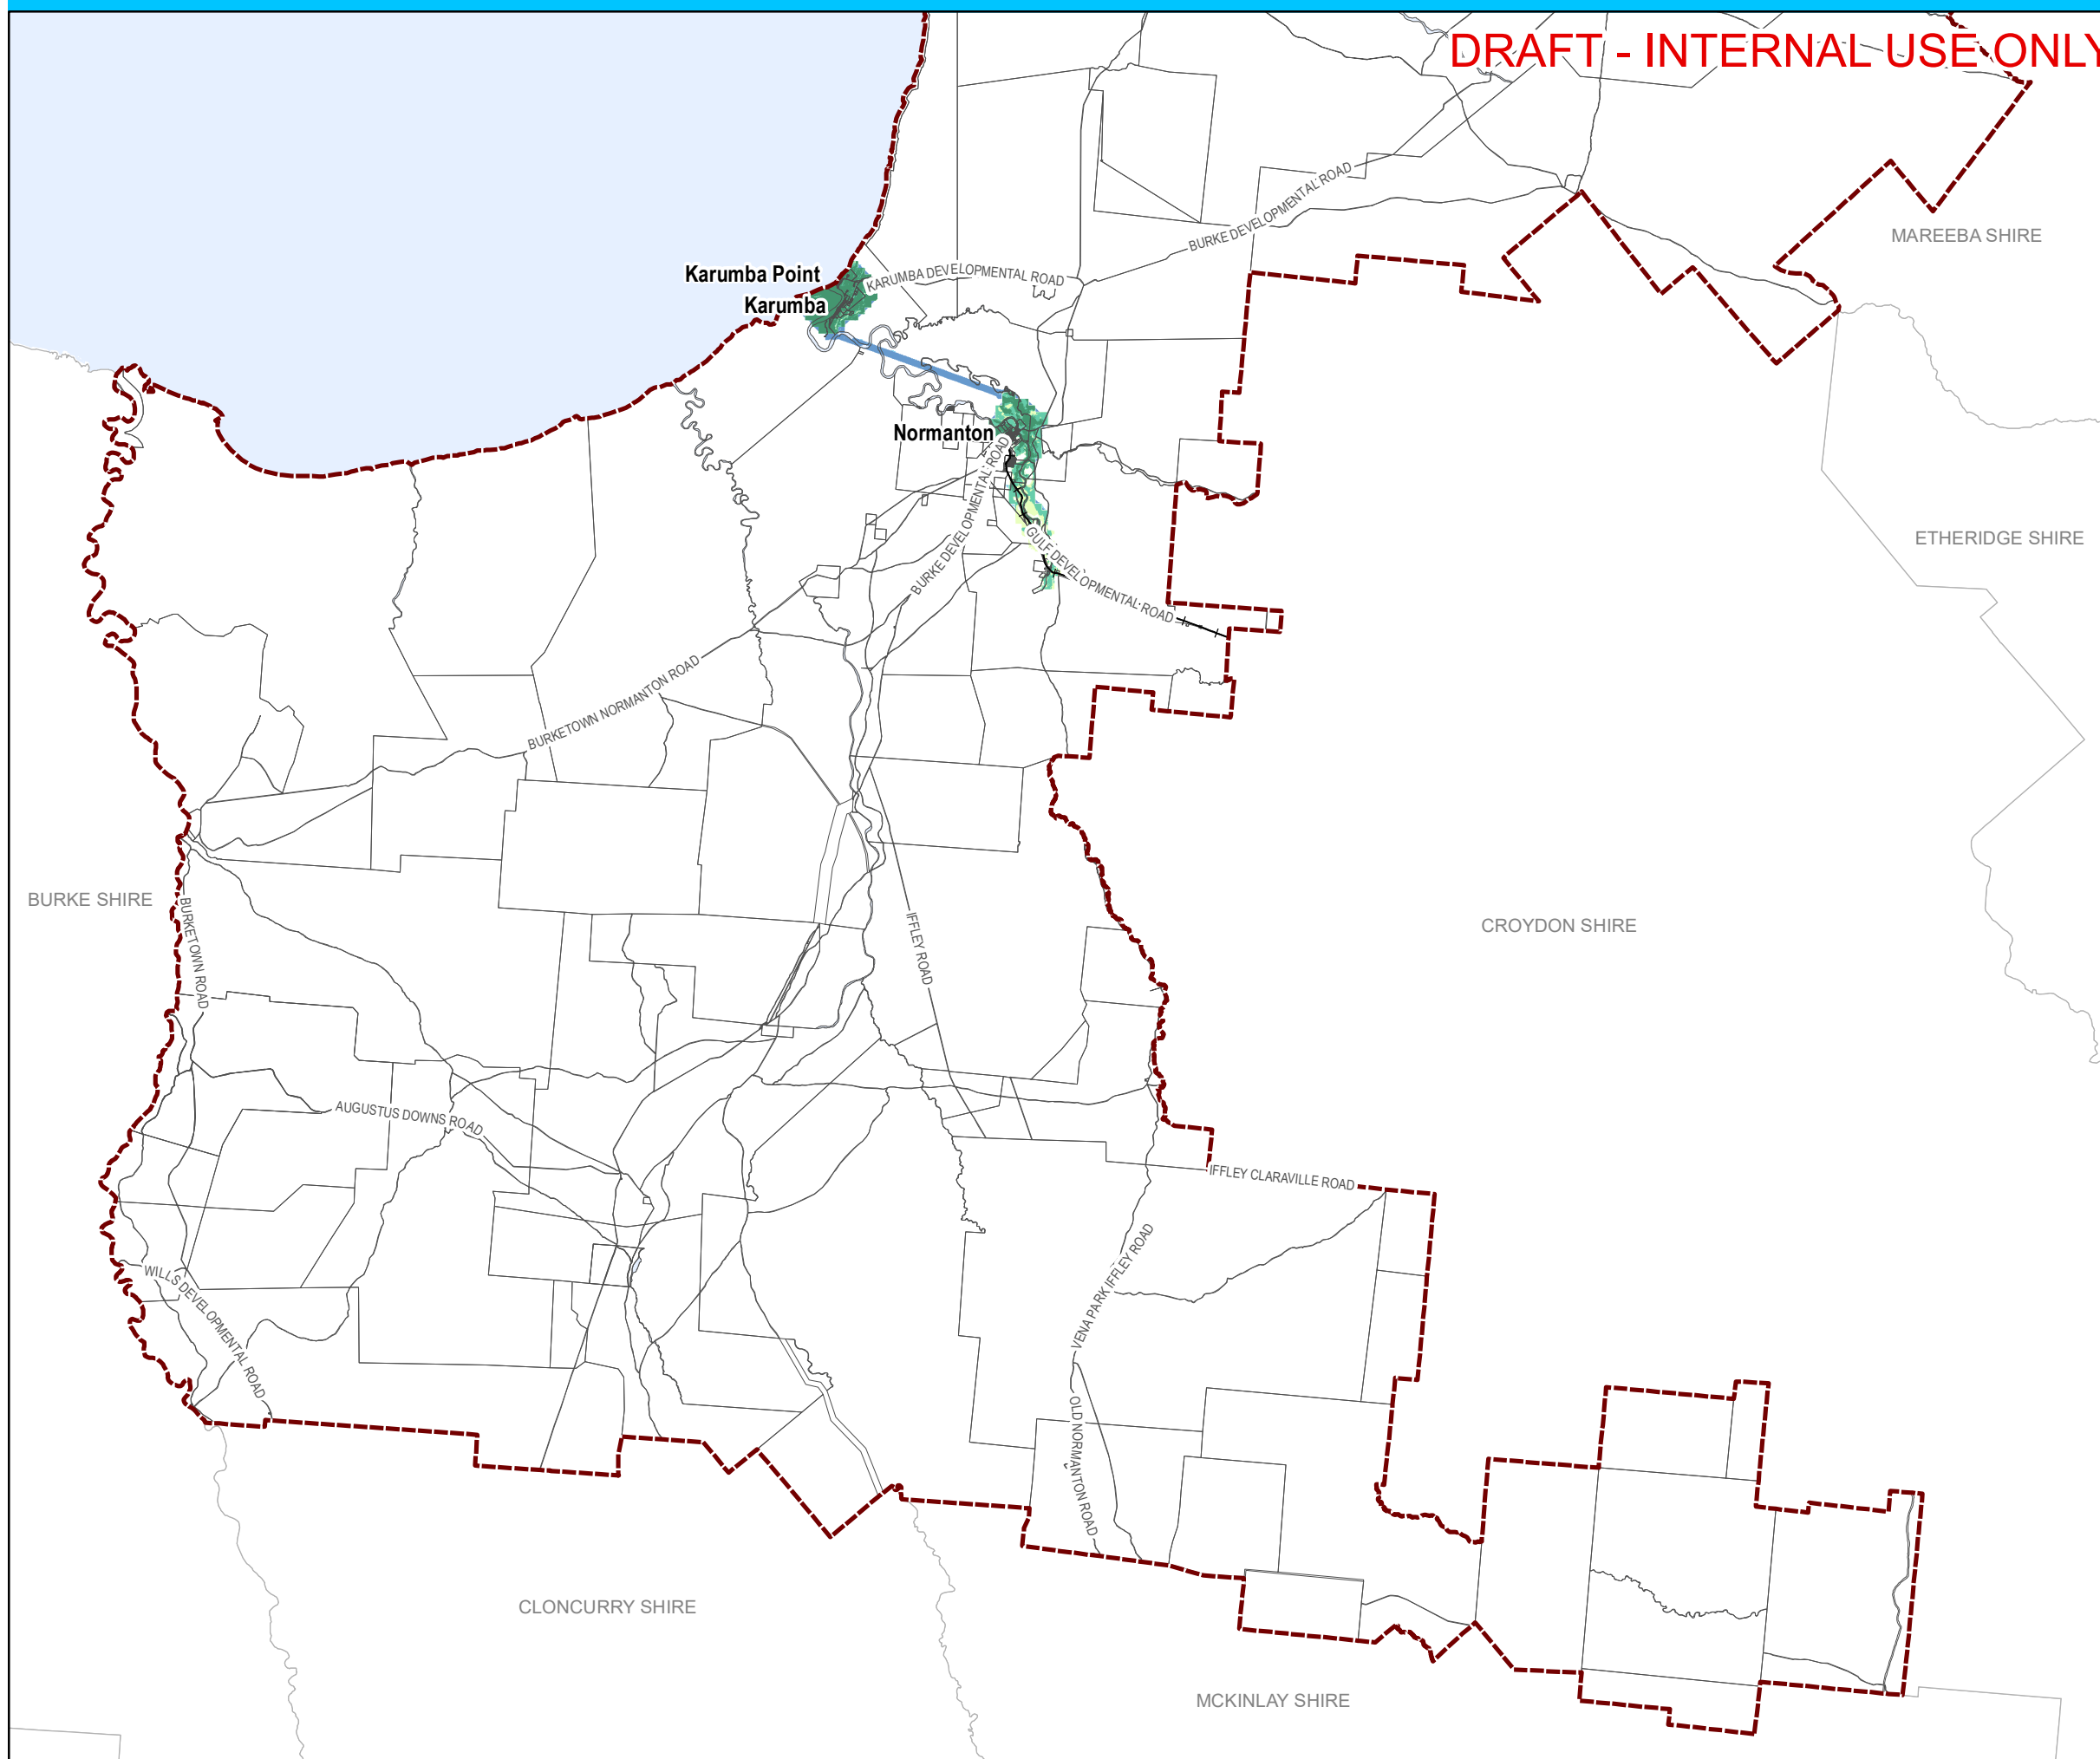 DRAFT - INTERNAL USE ONLY
MAREEBA SHIRE
BURKE DEVELOPMENTAL ROAD
Karumba Point
KARUMBA DEVELOPMENTAL ROAD
Karumba
Normanton
BURKE DEVELOPMENTAL ROAD
ETHERIDGE SHIRE
GULF DEVELOPMENTAL ROAD
BURKETOWN NORMANTON ROAD
BURKE SHIRE
BURKETOWN ROAD
IFFLEY ROAD
CROYDON SHIRE
AUGUSTUS DOWNS ROAD
IFFLEY CLARAVILLE ROAD
VENA PARK IFFLEY ROAD
WILLS DEVELOPMENTAL ROAD
OLD NORMANTON ROAD
CLONCURRY SHIRE
MCKINLAY SHIRE